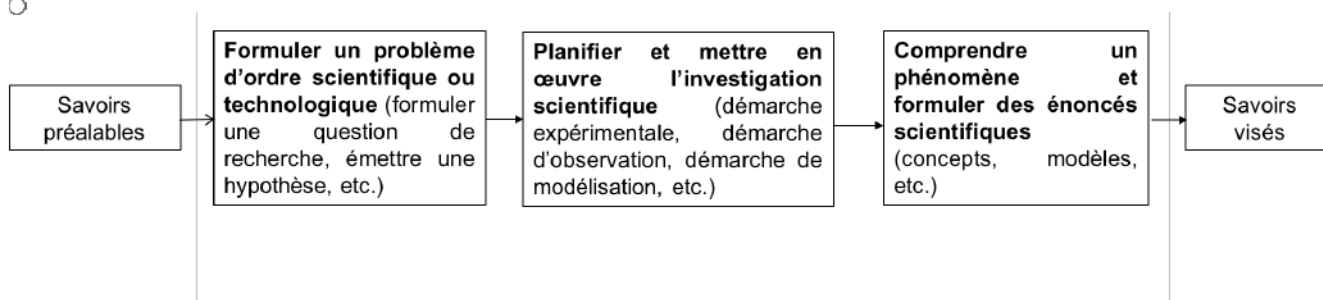 Savoirs
préalables
Formuler un problème
d'ordre scientifique ou
technologique (formuler
une question de
recherche, émettre une
hypothèse, etc.)
Planifier et mettre en
œuvre l'investigation
scientifique (démarche
expérimentale, démarche
d'observation, démarche de
modélisation, etc.)
Comprendre un
phénomène et
formuler des énoncés
scientifiques
(concepts, modèles,
etc.)
Savoirs
visés